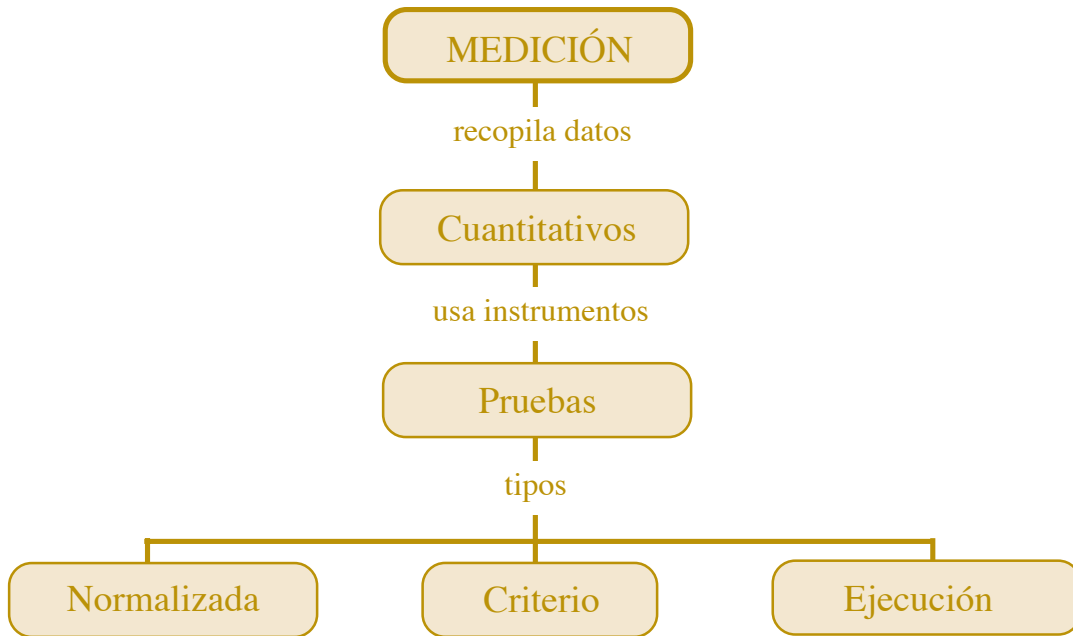 MEDICIÓN
recopila datos
Cuantitativos
usa instrumentos
Pruebas
tipos
Normalizada
Criterio
Ejecución